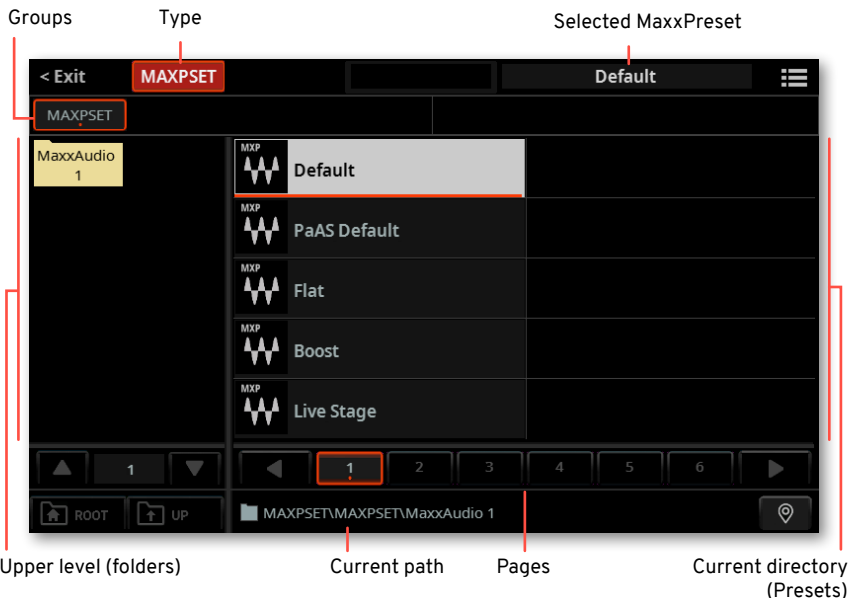 Groups
Type
Selected MaxxPreset
< Exit
MAXPSET
Default
MAXPSET
MaxxAudio
1
MXP
Default
MXP
PaAS Default
MXP
Flat
MXP
Boost
MXP
Live Stage
1
1 2 3 4 5 6
ROOT
UP
MAXPSET\MAXPSET\MaxxAudio 1
Upper level (folders)
Current path
Pages
Current directory
(Presets)